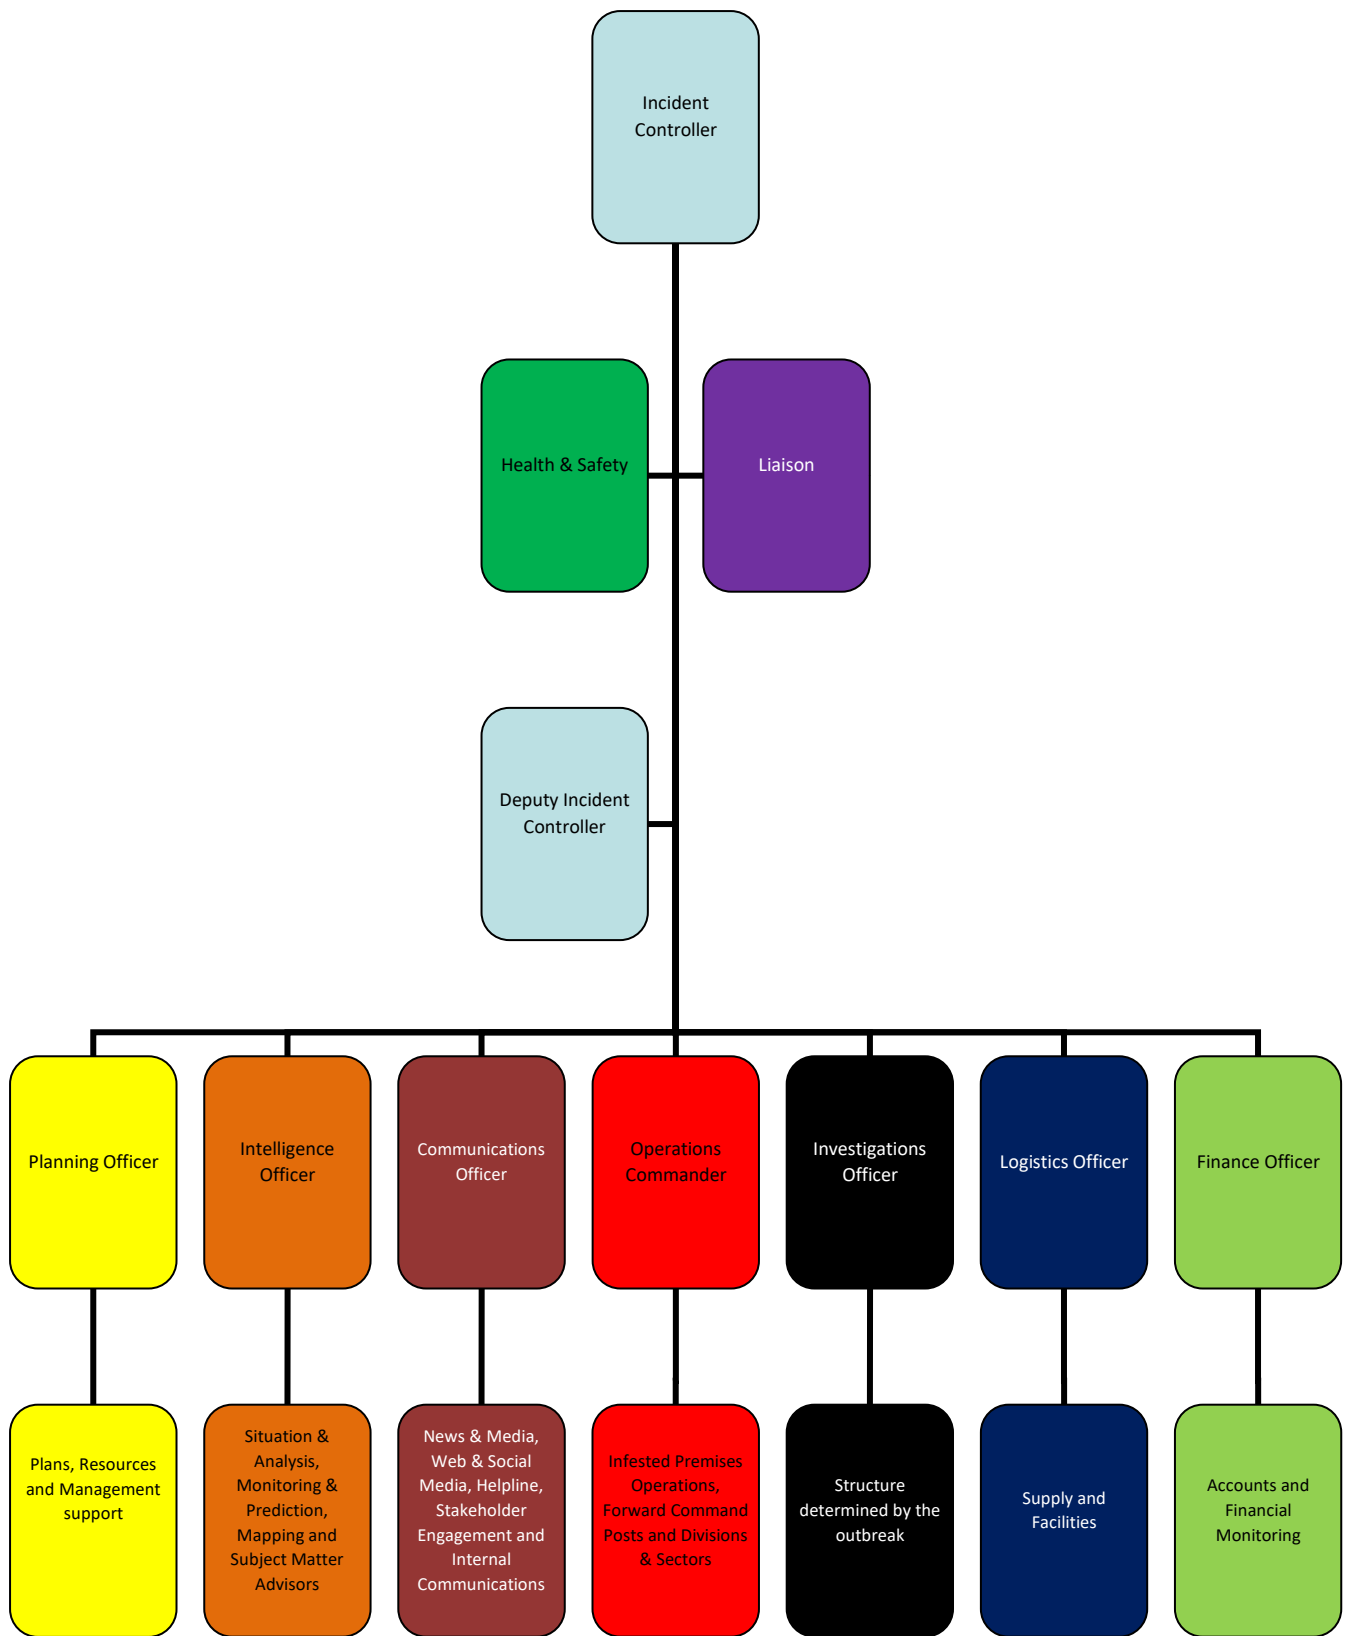 Incident
Controller
Health & Safety
Liaison
Deputy Incident
Controller
Planning Officer
Intelligence
Officer
Communications
Officer
Operations
Commander
Investigations
Officer
Logistics Officer
Finance Officer
Plans, Resources
and Management
support
Situation &
Analysis,
Monitoring &
Prediction,
Mapping and
Subject Matter
Advisors
News & Media,
Web & Social
Media, Helpline,
Stakeholder
Engagement and
Internal
Communications
Infested Premises
Operations,
Forward Command
Posts and Divisions
& Sectors
Structure
determined by the
outbreak
Supply and
Facilities
Accounts and
Financial
Monitoring